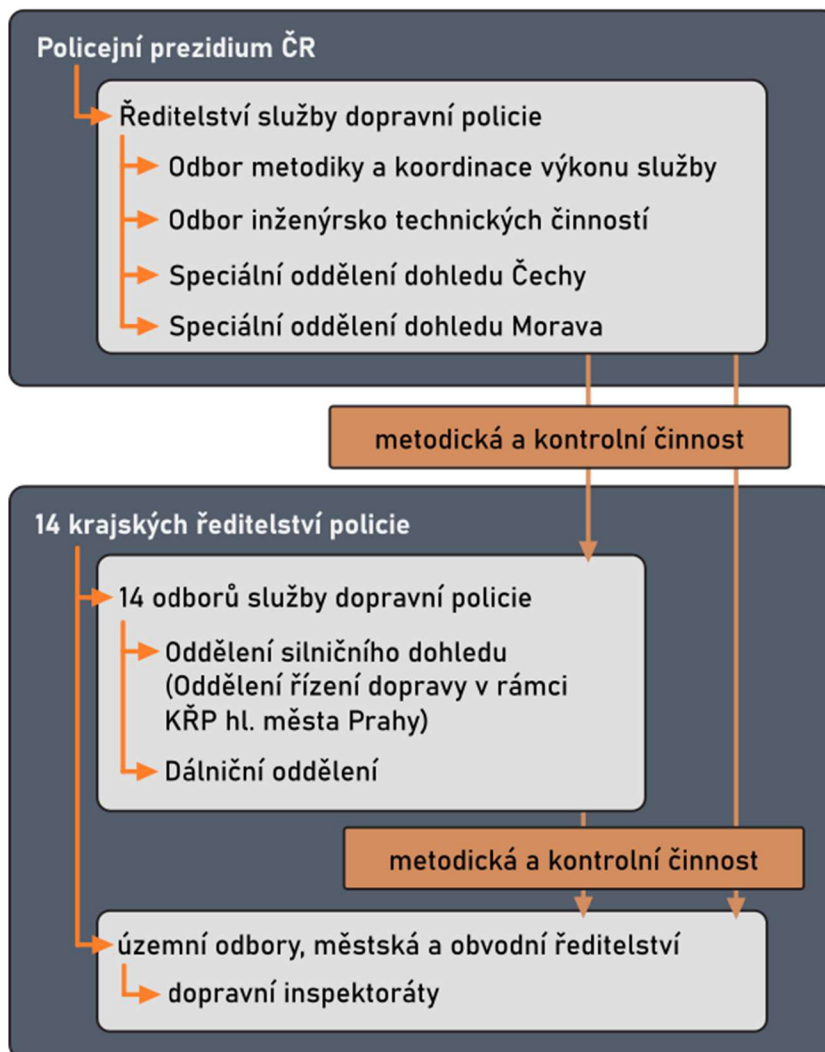 Policejní prezidium ČR
Ředitelství služby dopravní policie
Odbor metodiky a koordinace výkonu služby
Odbor inženýrsko technických činností
Speciální oddělení dohledu Čechy
Speciální oddělení dohledu Morava
metodická a kontrolní činnost
14 krajských ředitelství policie
14 odborů služby dopravní policie
Oddělení silničního dohledu
(Oddělení řízení dopravy v rámci
KŘP hl. města Prahy)
Dálniční oddělení
metodická a kontrolní činnost
územní odbory, městská a obvodní ředitelství
dopravní inspektoráty